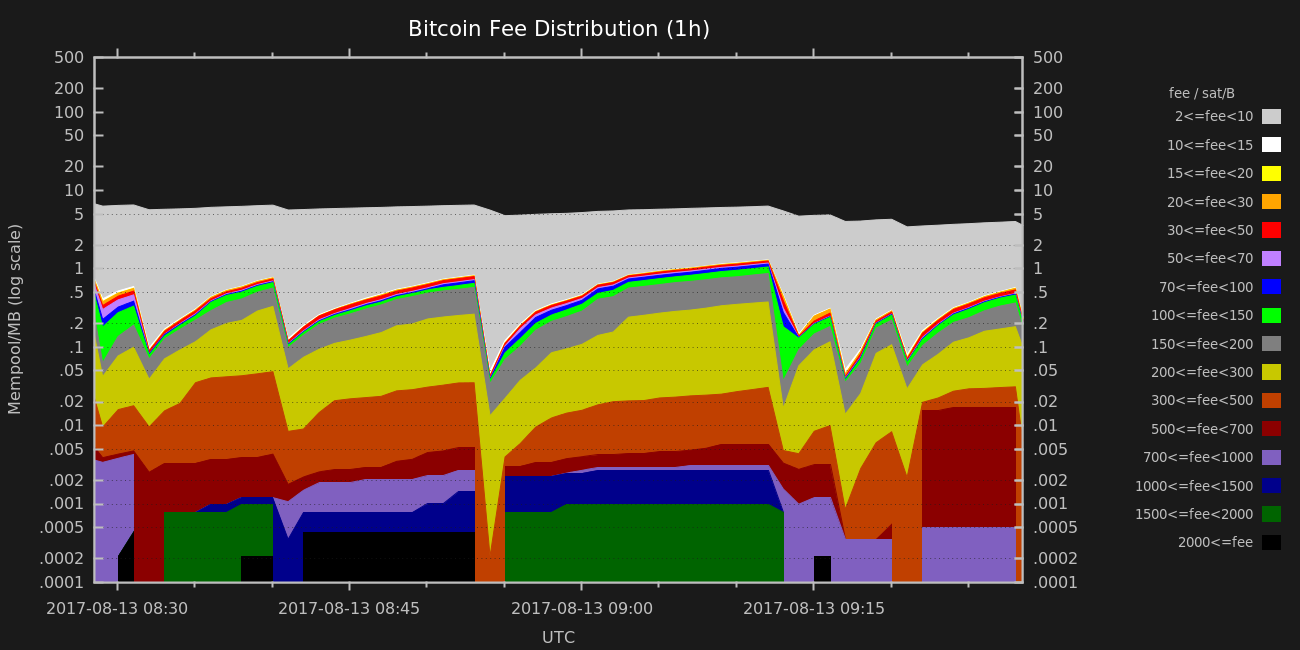 Bitcoin Fee Distribution (1h)
500
200
100
50
20
10
5
2
1
.5
.2
.1
.05
.02
.01
.005
.002
.001
.0005
.0002
.0001
Mempool/MB (log scale)
500
200
100
50
20
10
5
2
1
.5
.2
.1
.05
.02
.01
.005
.002
.001
.0005
.0002
.0001
2017-08-13 08:30 2017-08-13 08:45 2017-08-13 09:00 2017-08-13 09:15
UTC
fee / sat/B
2<=fee<10
10<=fee<15
15<=fee<20
20<=fee<30
30<=fee<50
50<=fee<70
70<=fee<100
100<=fee<150
150<=fee<200
200<=fee<300
300<=fee<500
500<=fee<700
700<=fee<1000
1000<=fee<1500
1500<=fee<2000
2000<=fee